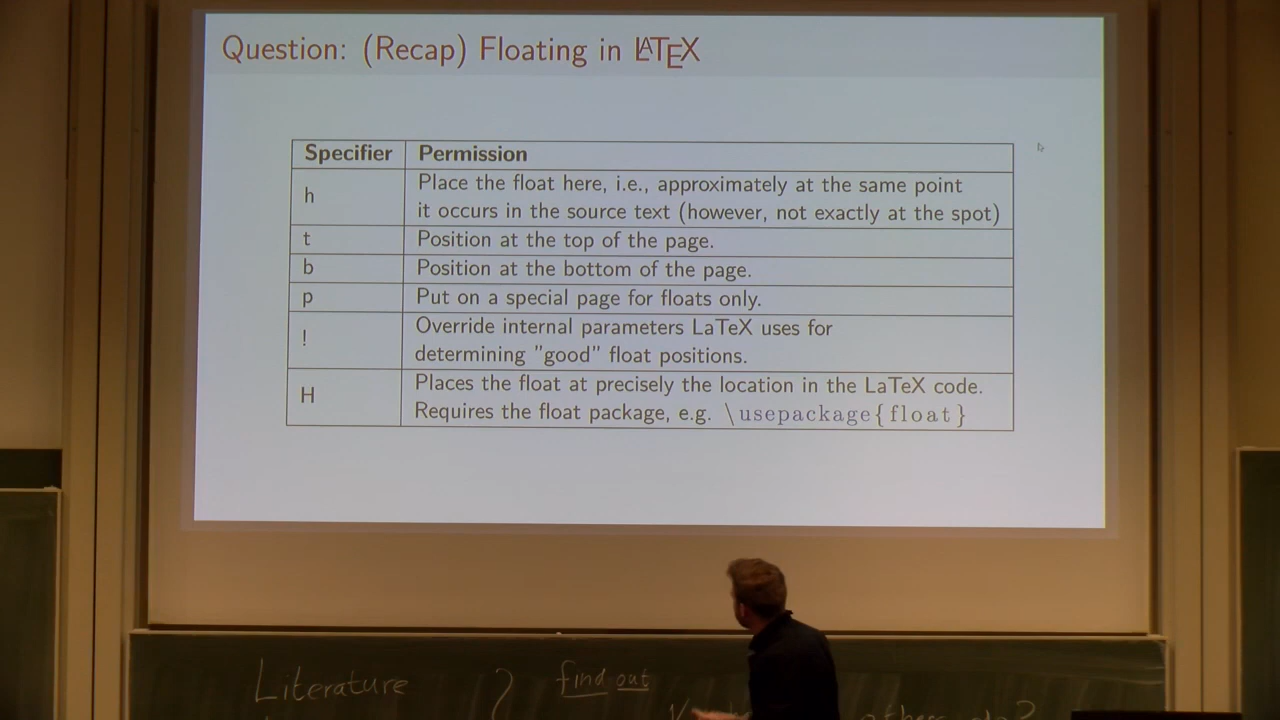 Question: (Recap) Floating in LATEX
Specifier Permission
h Place the float here, i.e., approximately at the same point
it occurs in the source text (however, not exactly at the spot)
t Position at the top of the page.
b Position at the bottom of the page.
p Put on a special page for floats only.
! Override internal parameters LaTeX uses for
determining "good" float positions.
H Places the float at precisely the location in the LaTeX code.
Requires the float package, e.g. \usepackage{float}
Literature find out